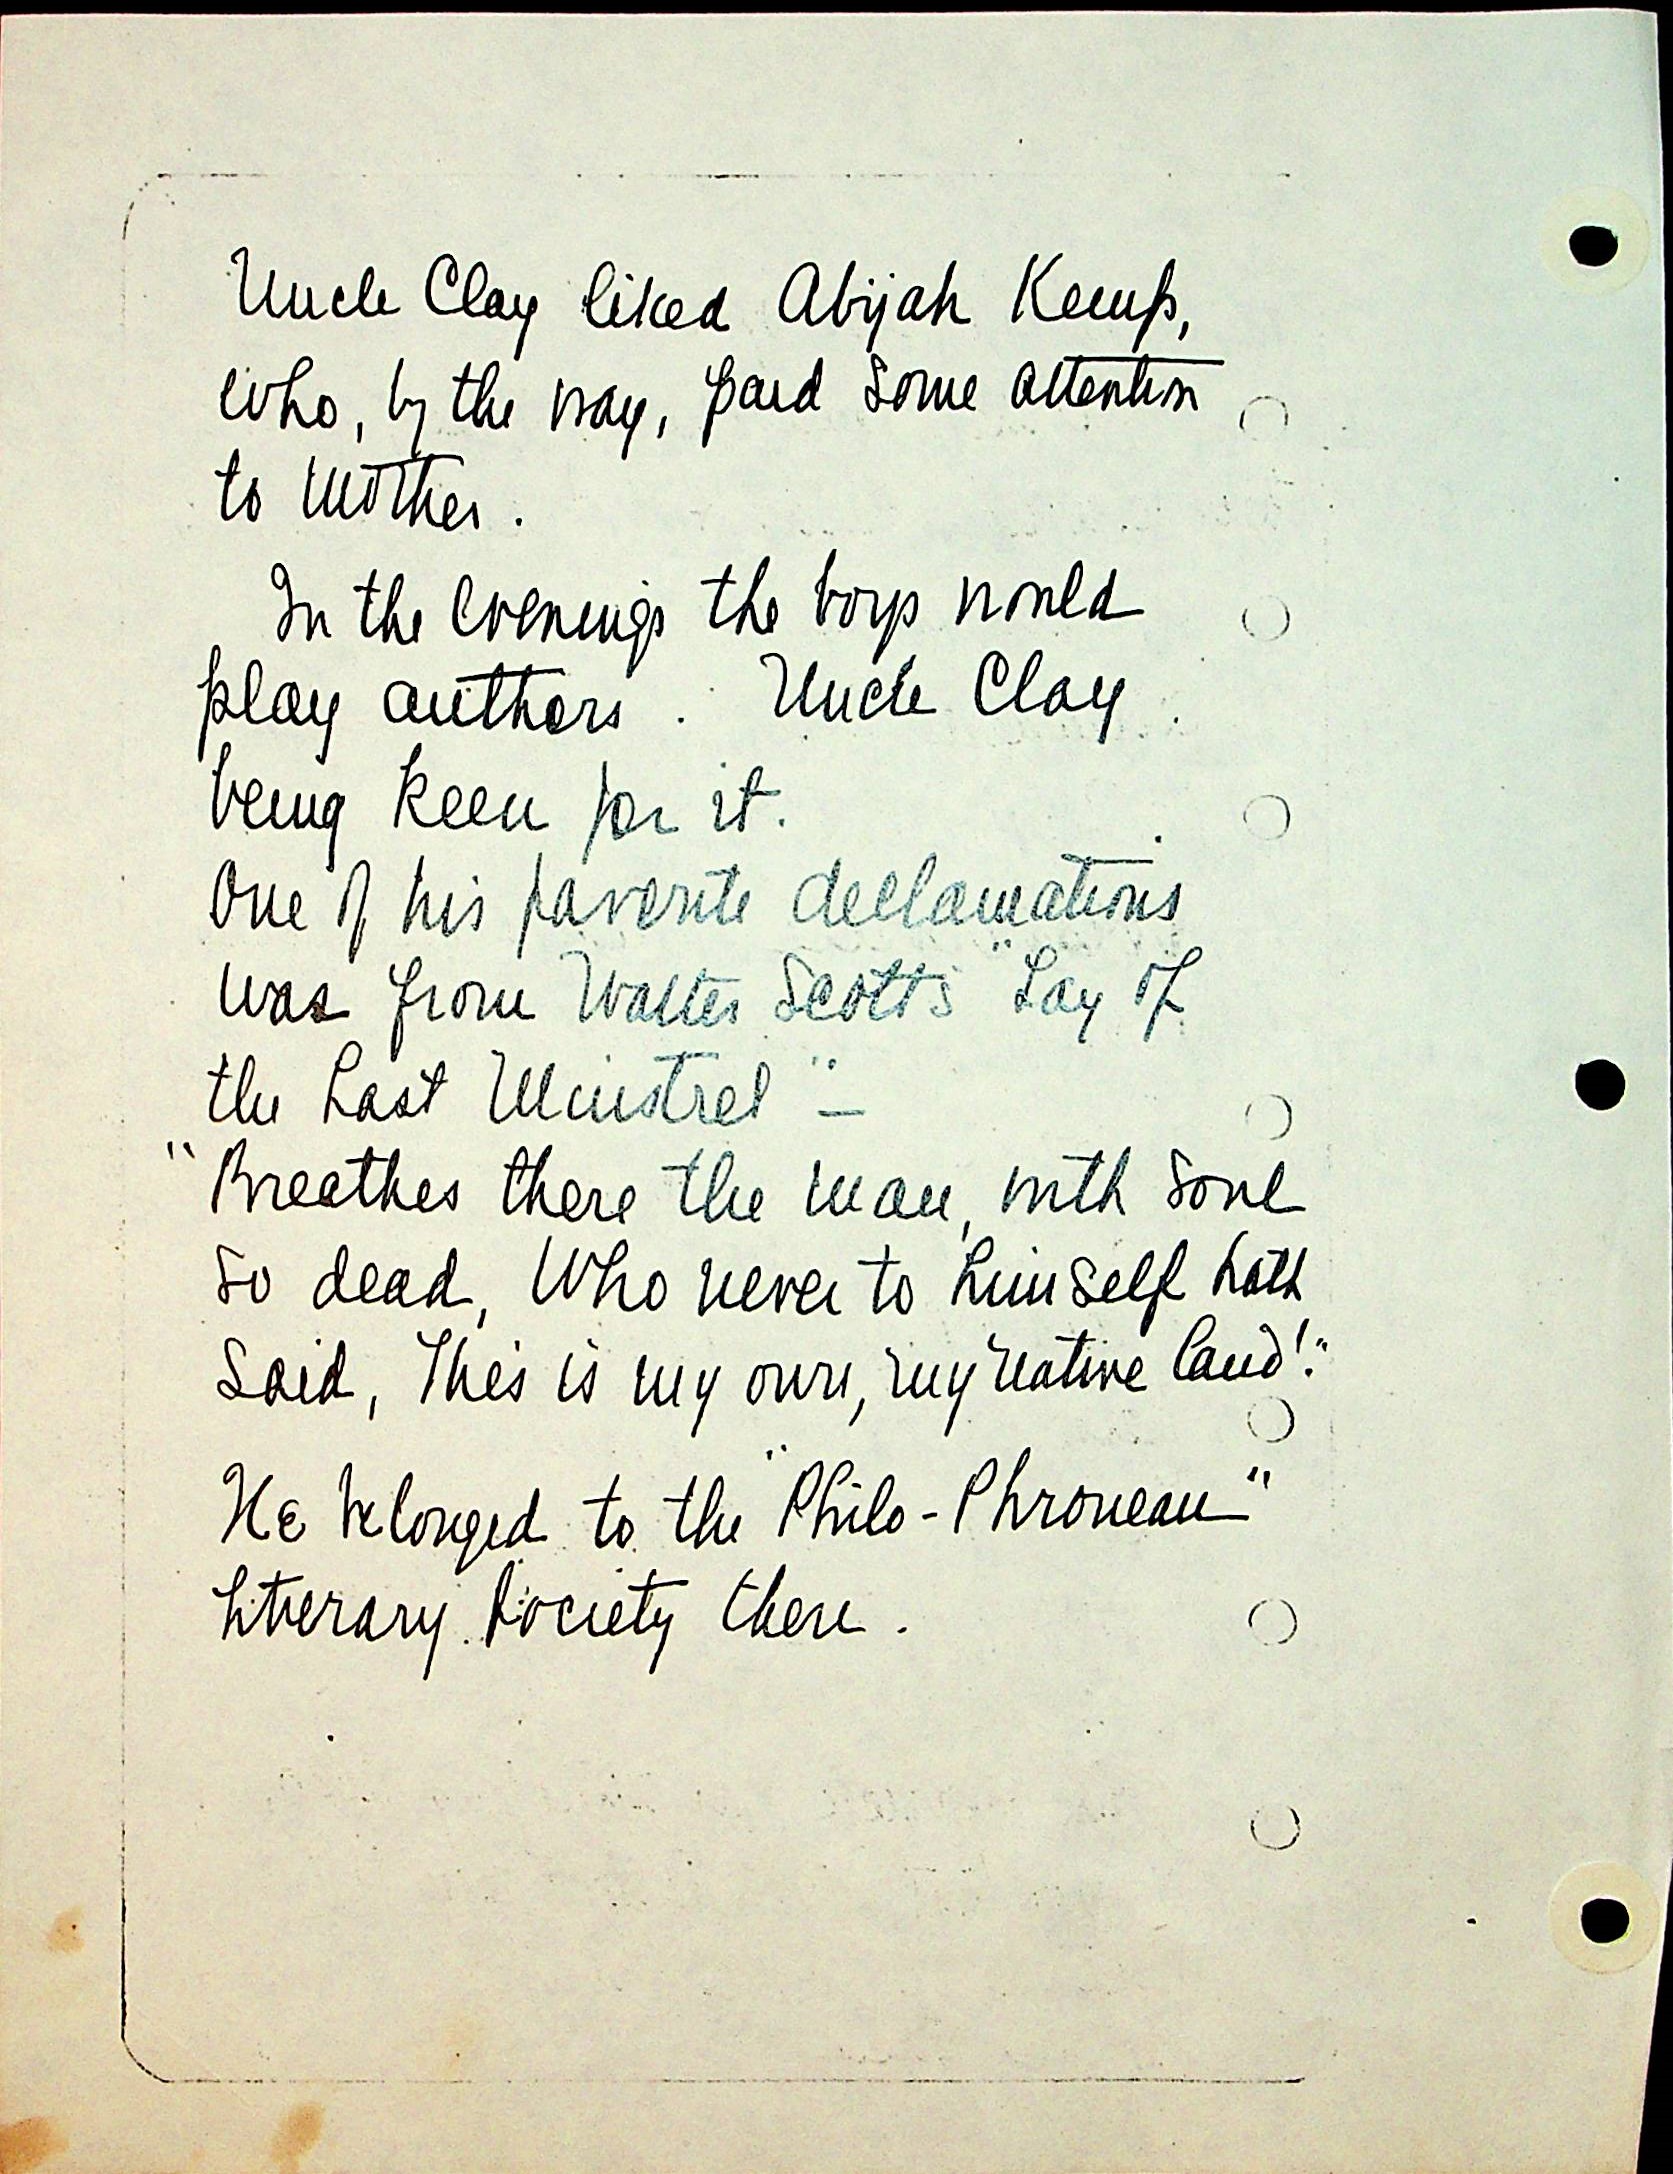 Uncle Clay liked Abijah Kemp,
who, by the way, paid some attention
to Mother.
In the evenings the boys would
play authors. Uncle Clay
being keen for it.
One of his favorite declamations
was from Walter Scott's "Lay of
the Last Minstrel" —
"Breathes there the man, with soul
so dead, Who never to himself hath
said, This is my own, my native land!"
He belonged to the "Philo-Phronean"
Literary Society there.